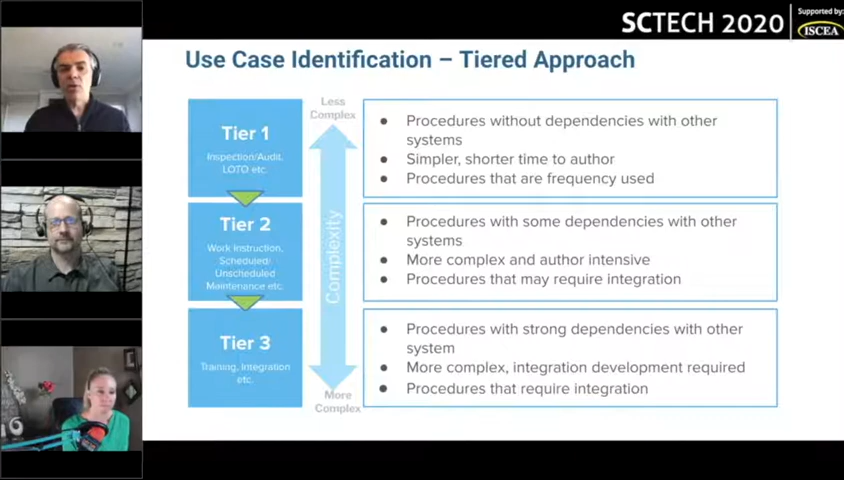 SCTECH 2020
Supported by:
ISCEA
Use Case Identification – Tiered Approach
Tier 1
Inspection/Audit,
LOTO etc.
Less
Complex
● Procedures without dependencies with other
systems
● Simpler, shorter time to author
● Procedures that are frequency used
Tier 2
Work Instruction,
Scheduled/
Unscheduled
Maintenance etc.
Complexity
● Procedures with some dependencies with other
systems
● More complex and author intensive
● Procedures that may require integration
Tier 3
Training, Integration
etc.
More
Complex
● Procedures with strong dependencies with other
system
● More complex, integration development required
● Procedures that require integration